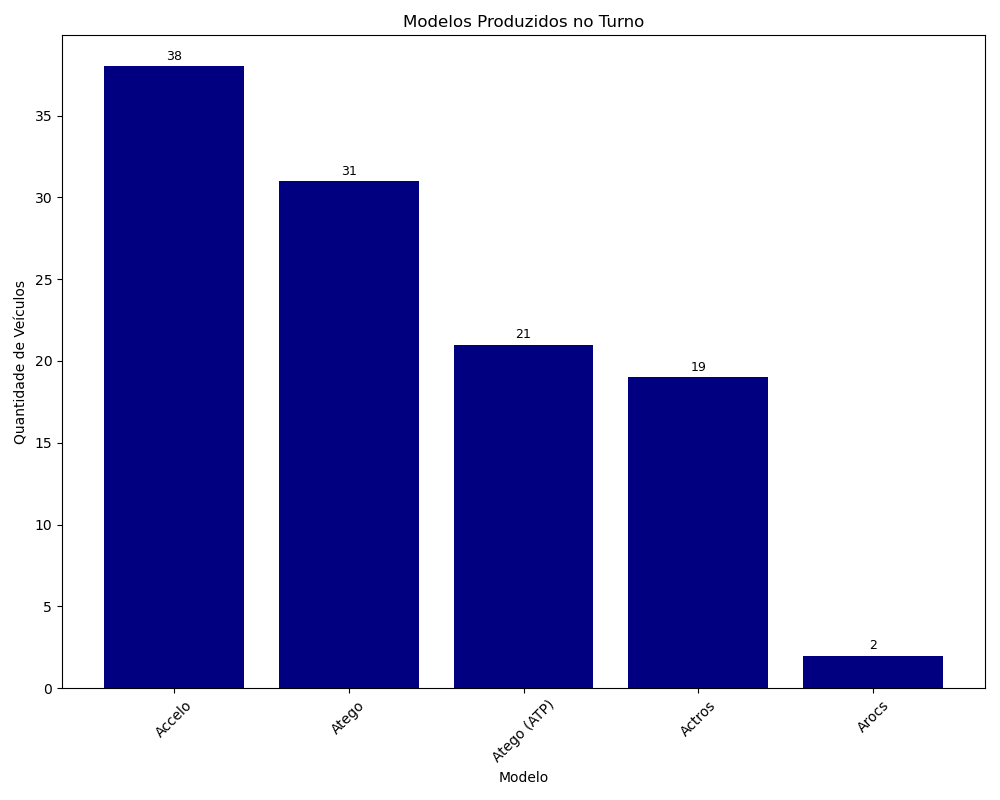 Modelos Produzidos no Turno
38
31
21
19
2
35
30
25
20
15
10
5
0
Quantidade de Veículos
Accelo
Atego
Atego (ATP)
Actros
Arocs
Modelo